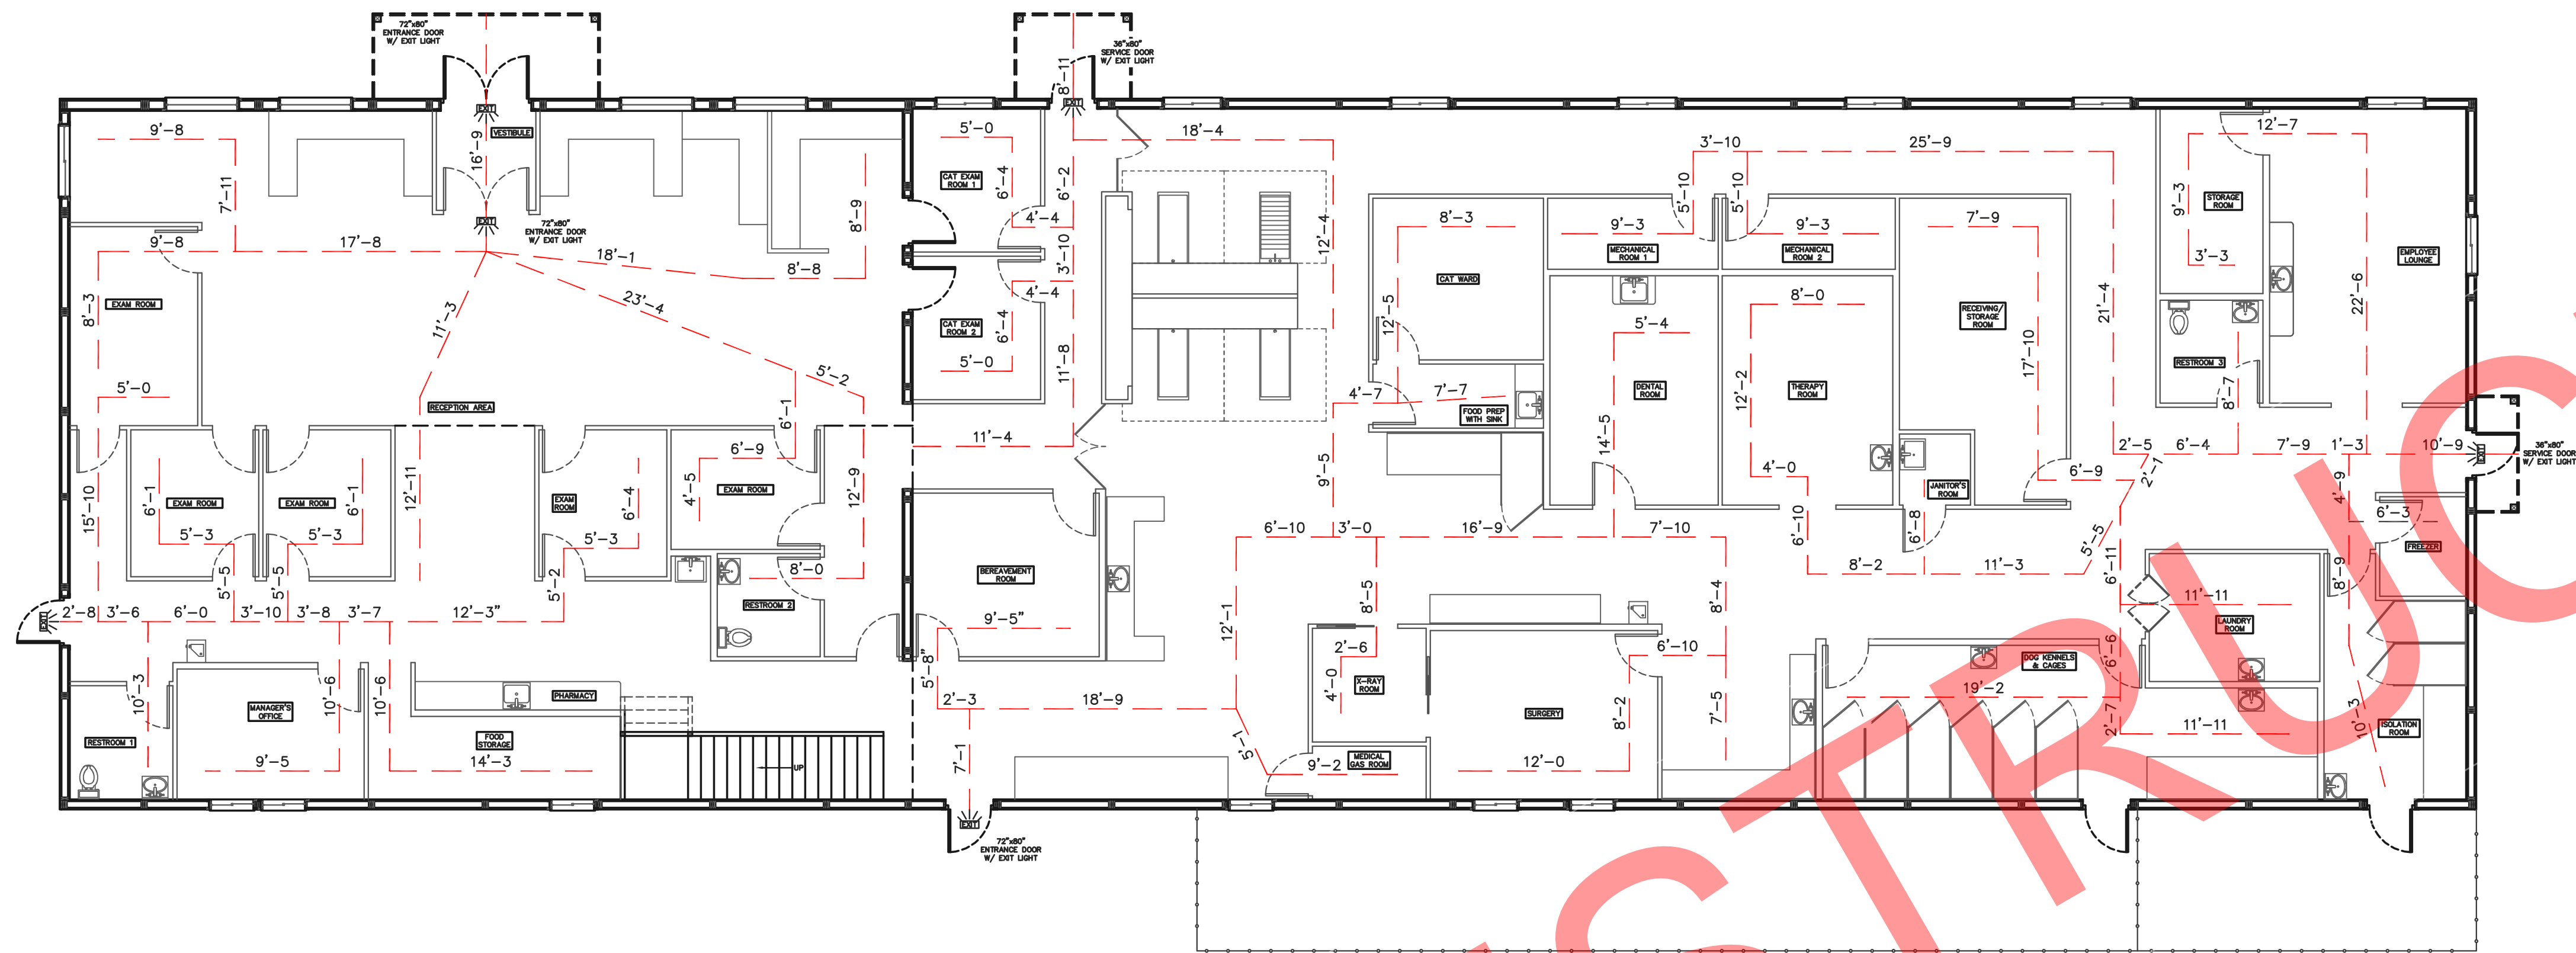 72"x80"
ENTRANCE DOOR
W/ EXIT LIGHT
36"x80"
SERVICE DOOR
W/ EXIT LIGHT
8'-11
EXIT
EXIT
VESTIBULE
16'-9
9'-8
7'-11
5'-0
6'-4
CAT EXAM
ROOM 1
4'-4
6'-2
18'-4
12'-4
3'-10
25'-9
5'-10
5'-10
12'-7
9'-3
STORAGE
ROOM
3'-3
EXIT
72"x80"
ENTRANCE DOOR
W/ EXIT LIGHT
9'-8
17'-8
18'-1
8'-8
8'-9
3'-10
8'-3
9'-3
MECHANICAL
ROOM 1
9'-3
MECHANICAL
ROOM 2
7'-9
EMPLOYEE
LOUNGE
EXAM ROOM
8'-3
11'-3
23'-4
4'-4
6'-4
CAT EXAM
ROOM 2
5'-0
CAT WARD
12'-5
8'-0
5'-4
RECEIVING/
STORAGE
ROOM
21'-4
22'-6
RESTROOM 3
8'-7
5'-0
RECEPTION AREA
5'-2
6'-1
11'-8
4'-7
7'-7
FOOD PREP
WITH SINK
DENTAL
ROOM
12'-2
THERAPY
ROOM
17'-10
11'-4
14'-5
2'-5
6'-4
7'-9
1'-3
10'-9
EXIT
36"x80"
SERVICE DOOR
W/ EXIT LIGHT
6'-9
4'-5
EXAM ROOM
12'-9
12'-11
9'-5
4'-0
6'-9
2'-1
4'-9
JANITOR'S
ROOM
15'-10
6'-1
EXAM ROOM
5'-3
EXAM ROOM
6'-1
5'-3
EXAM
ROOM
6'-4
5'-3
6'-10
3'-0
16'-9
7'-10
6'-10
6'-8
5'-5
6'-3
FREEZER
5'-5
5'-5
5'-2
8'-0
RESTROOM 2
BEREAVEMENT
ROOM
8'-5
8'-4
8'-2
11'-3
6'-11
8'-9
11'-11
LAUNDRY
ROOM
EXIT
2'-8
3'-6
6'-0
3'-10
3'-8
3'-7
12'-3"
9'-5"
12'-1
2'-6
6'-10
DOG KENNELS
& CAGES
6'-6
5'-8"
4'-0
X-RAY
ROOM
10'-3
MANAGER'S
OFFICE
10'-6
10'-6
PHARMACY
19'-2
2'-3
18'-9
SURGERY
8'-2
7'-5
2'-7
11'-11
10'-3
ISOLATION
ROOM
RESTROOM 1
FOOD
STORAGE
9'-5
14'-3
UP
7'-1
5'-1
9'-2
MEDICAL
GAS ROOM
12'-0
EXIT
72"x80"
ENTRANCE DOOR
W/ EXIT LIGHT
STRUC